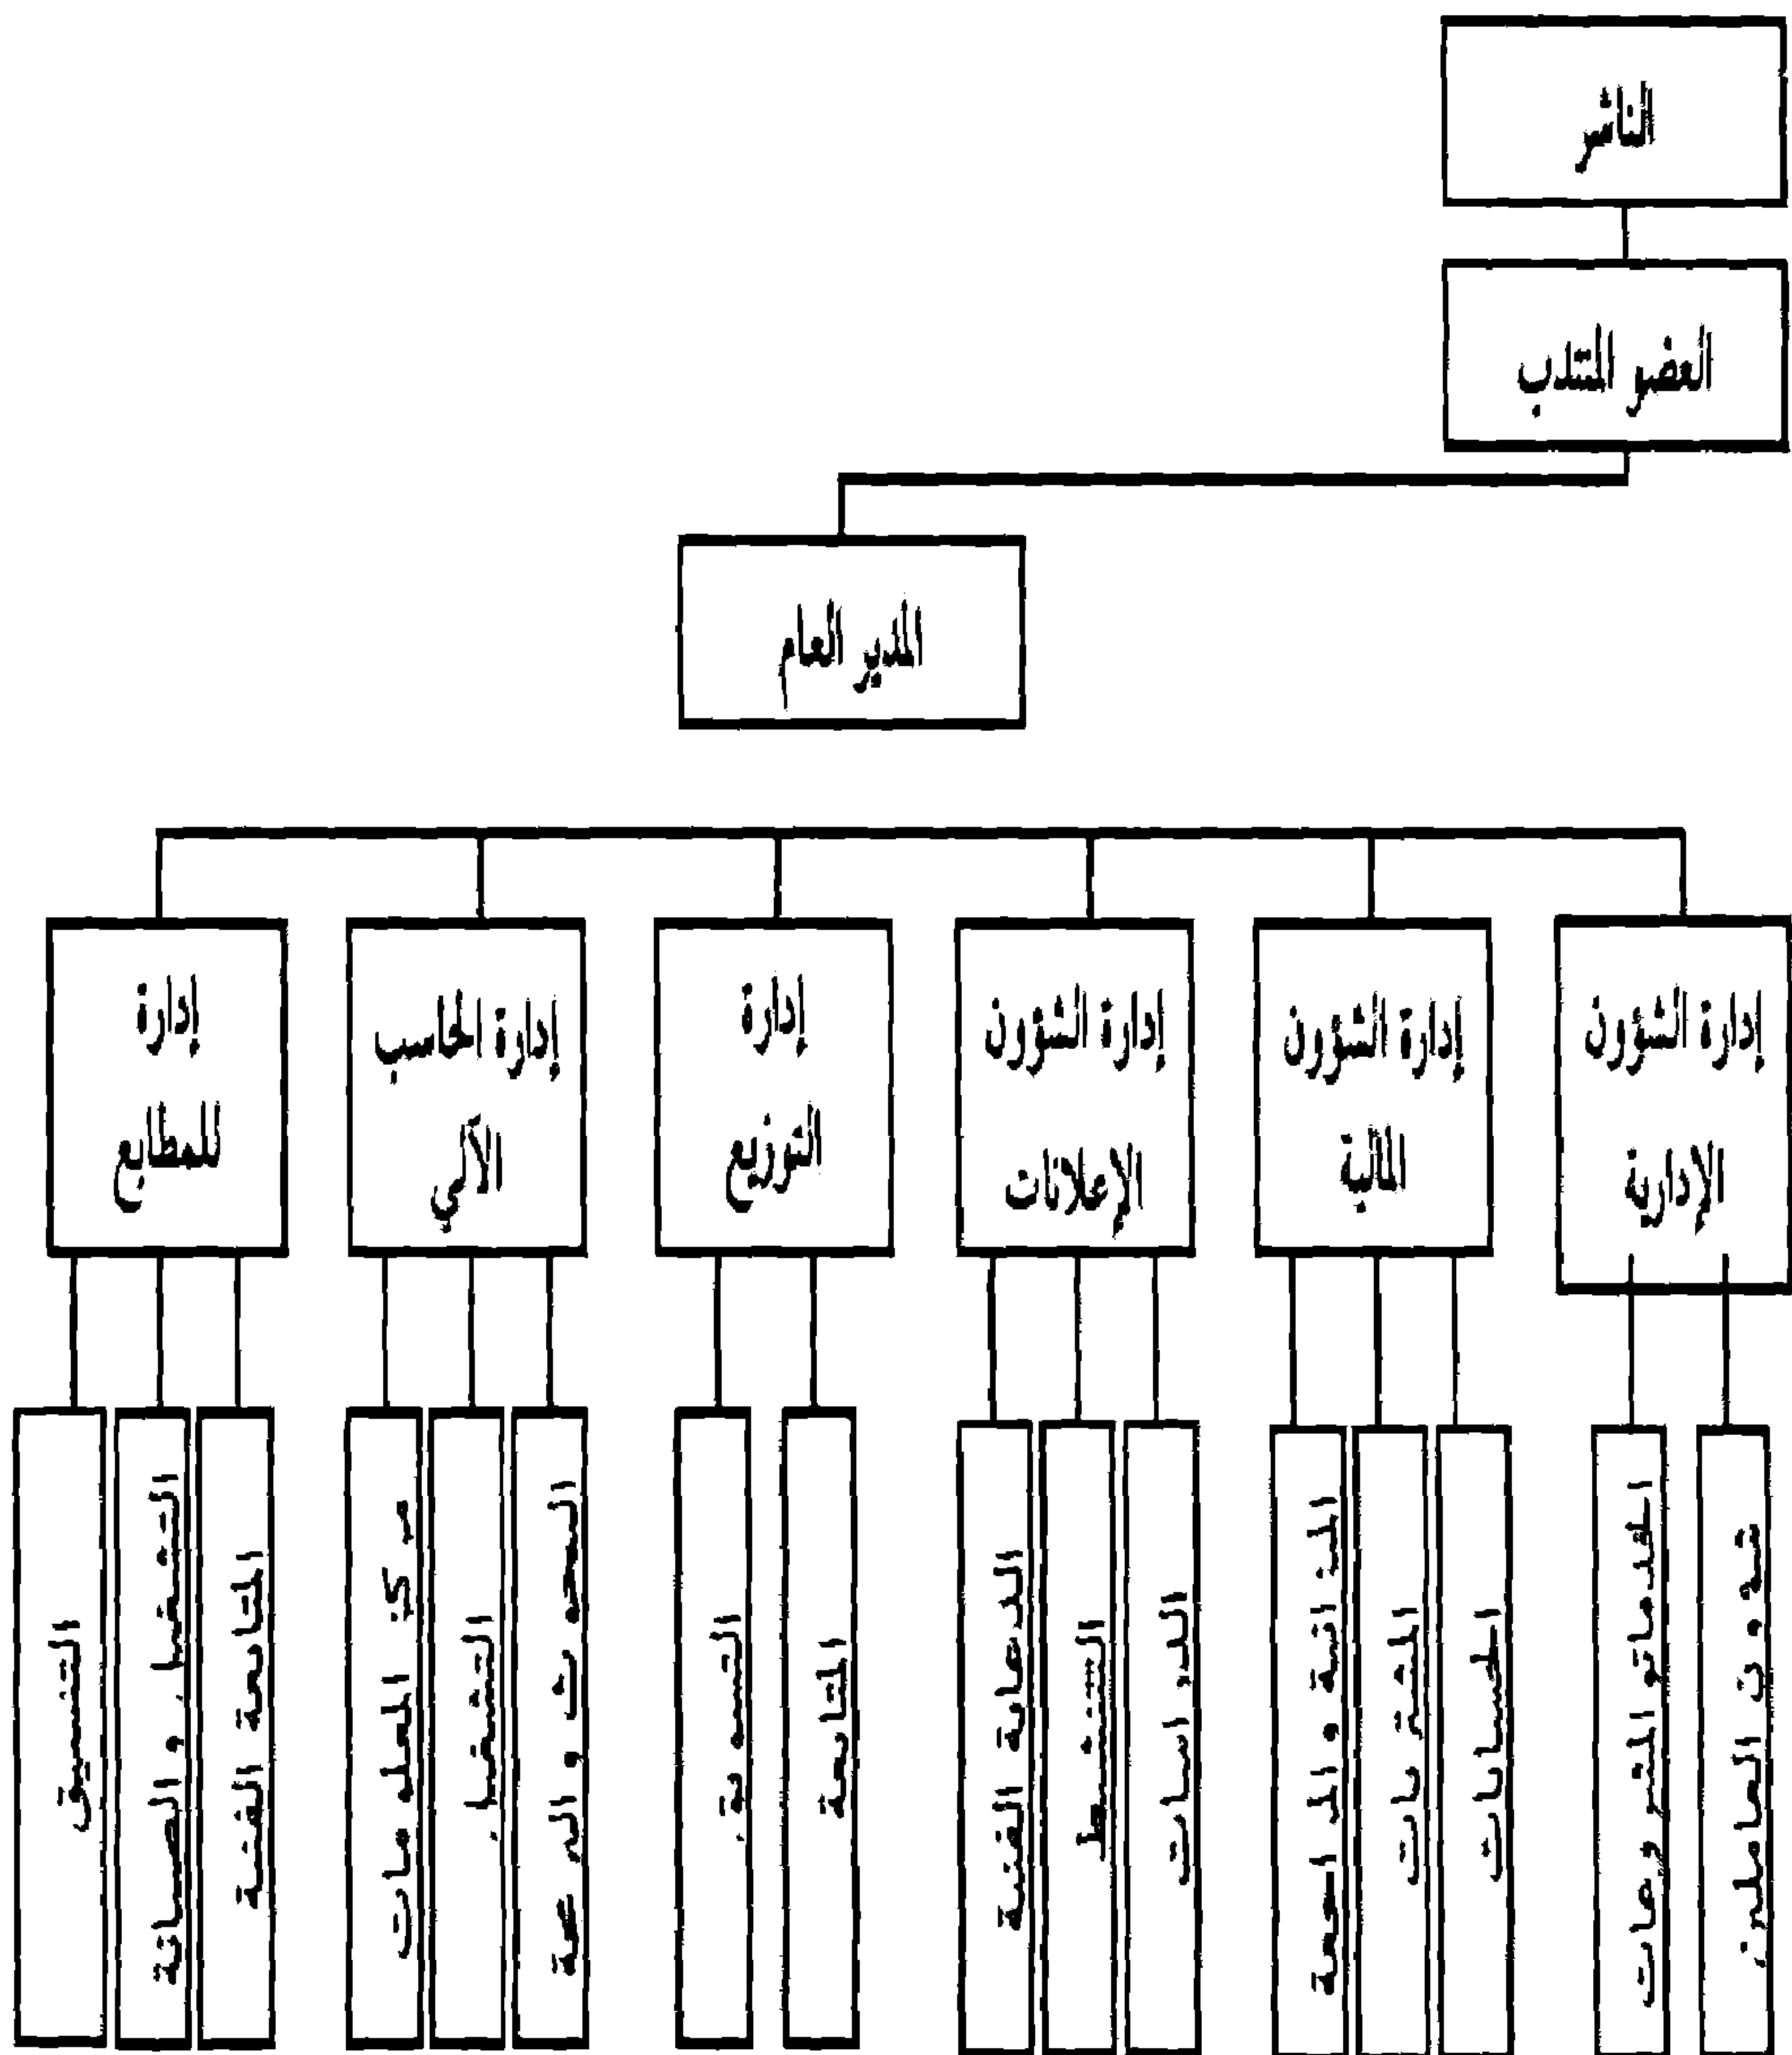 الناشر
العضو المنتدب
المدير العام
إدارة الشؤون
الإدارية
إدارة الشؤون
المالية
إدارة الشؤون
الإعلانات
إدارة
التوزيع
إدارة الحاسب
الآلي
إدارة
للمطابع
شؤون العاملين
الخدمات والمشروعات
الحسابات
المشتريات
الميزانية والمراجعة
الدراسات
التنشيط
الدعاية الفنية
المتابعة
التسويق
البحوث والبرمجة
التشغيل
مركز المعلومات
المتابعة الفنية
التشغيل والصيانة
التنسيق